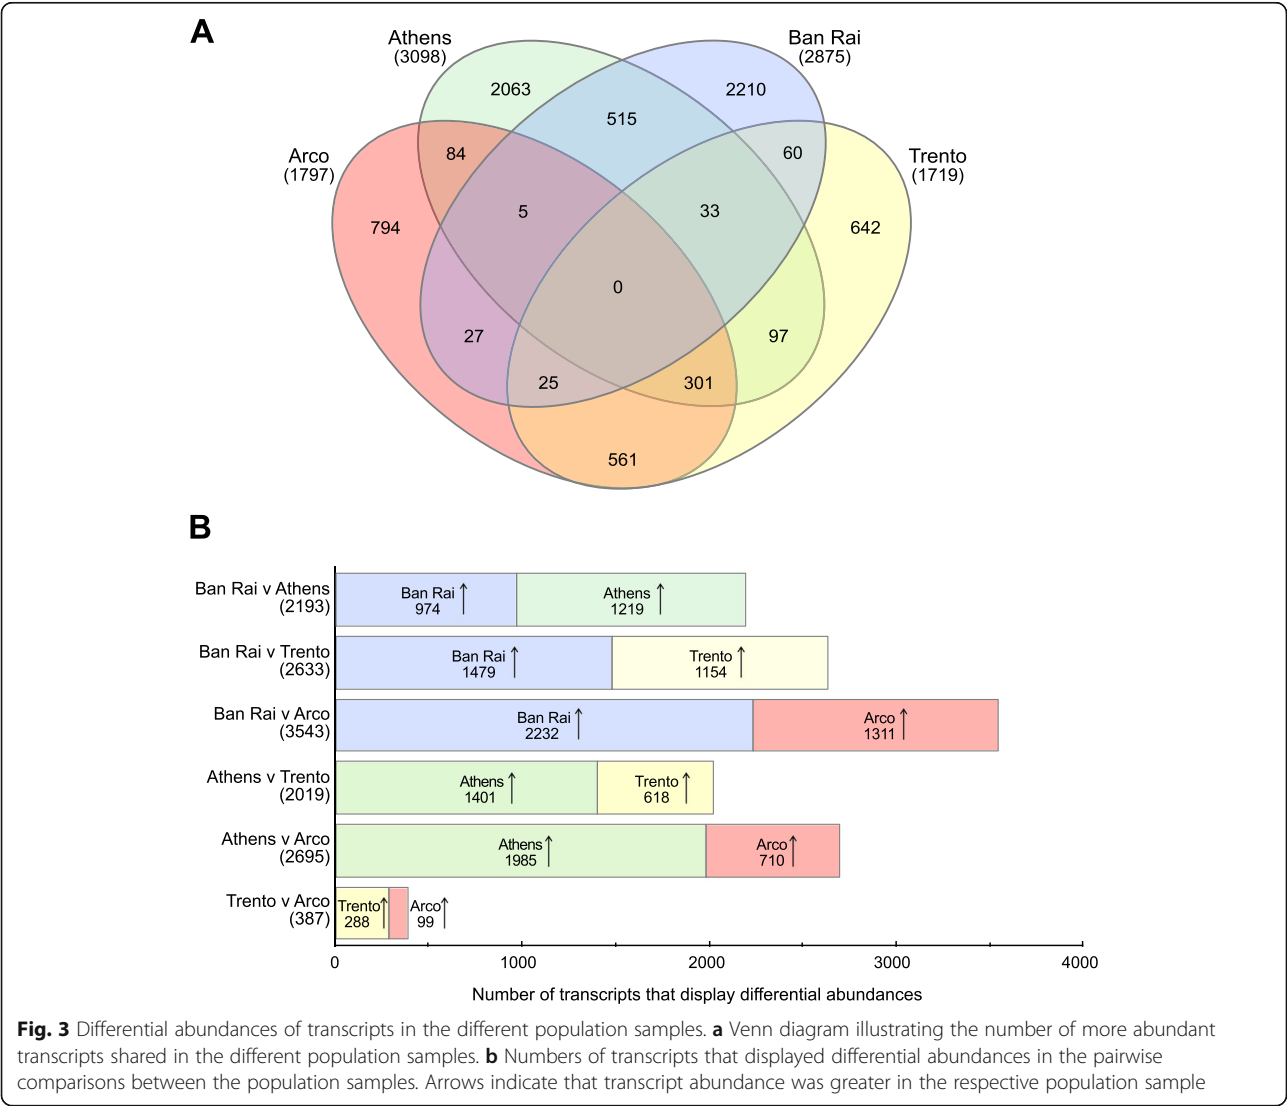 A
Athens
(3098)
Ban Rai
(2875)
Arco
(1797)
Trento
(1719)
2063
2210
515
84
60
794
5
33
642
0
27
97
25
301
561
B
Ban Rai v Athens
(2193)
Ban Rai ↑
974
Athens ↑
1219
Ban Rai v Trento
(2633)
Ban Rai ↑
1479
Trento ↑
1154
Ban Rai v Arco
(3543)
Ban Rai ↑
2232
Arco ↑
1311
Athens v Trento
(2019)
Athens ↑
1401
Trento ↑
618
Athens v Arco
(2695)
Athens ↑
1985
Arco ↑
710
Trento v Arco
(387)
Trento ↑
288
Arco ↑
99
0 1000 2000 3000 4000
Number of transcripts that display differential abundances
Fig. 3 Differential abundances of transcripts in the different population samples. a Venn diagram illustrating the number of more abundant
transcripts shared in the different population samples. b Numbers of transcripts that displayed differential abundances in the pairwise
comparisons between the population samples. Arrows indicate that transcript abundance was greater in the respective population sample